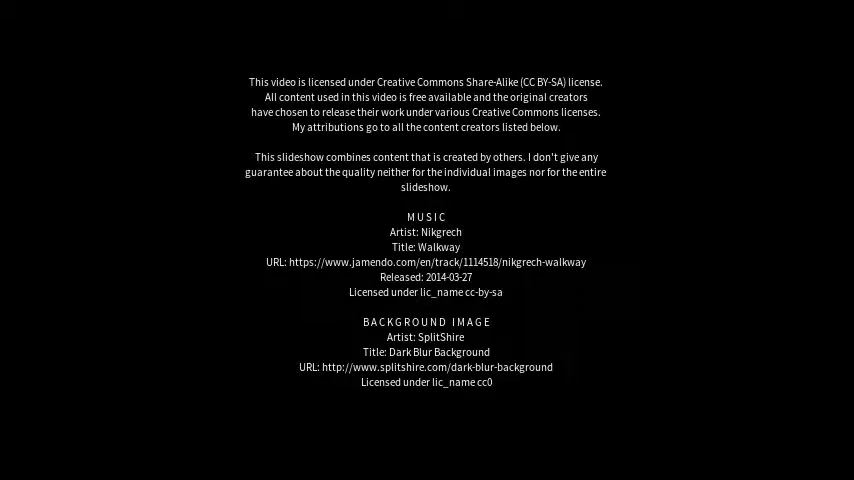 This video is licensed under Creative Commons Share-Alike (CC BY-SA) license.
All content used in this video is free available and the original creators
have chosen to release their work under various Creative Commons licenses.
My attributions go to all the content creators listed below.
This slideshow combines content that is created by others. I don't give any
guarantee about the quality neither for the individual images nor for the entire
slideshow.
MUSIC
Artist: Nikgrech
Title: Walkway
URL: https://www.jamendo.com/en/track/1114518/nikgrech-walkway
Released: 2014-03-27
Licensed under lic_name cc-by-sa
BACKGROUND IMAGE
Artist: SplitShire
Title: Dark Blur Background
URL: http://www.splitshire.com/dark-blur-background
Licensed under lic_name cc0